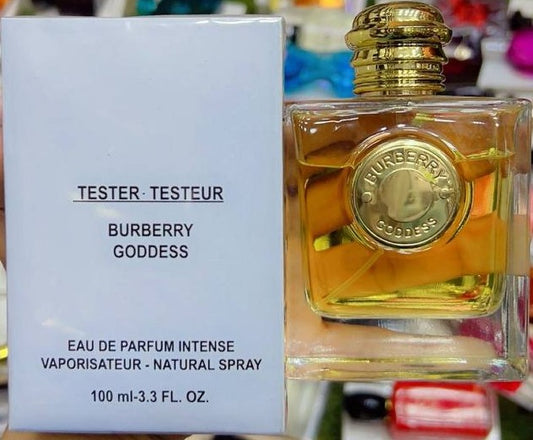 TESTER· TESTEUR
BURBERRY
GODDESS
EAU DE PARFUM INTENSE
VAPORISATEUR - NATURAL SPRAY
100 ml-3.3 FL. OZ.
BURBERRY
GODDESS